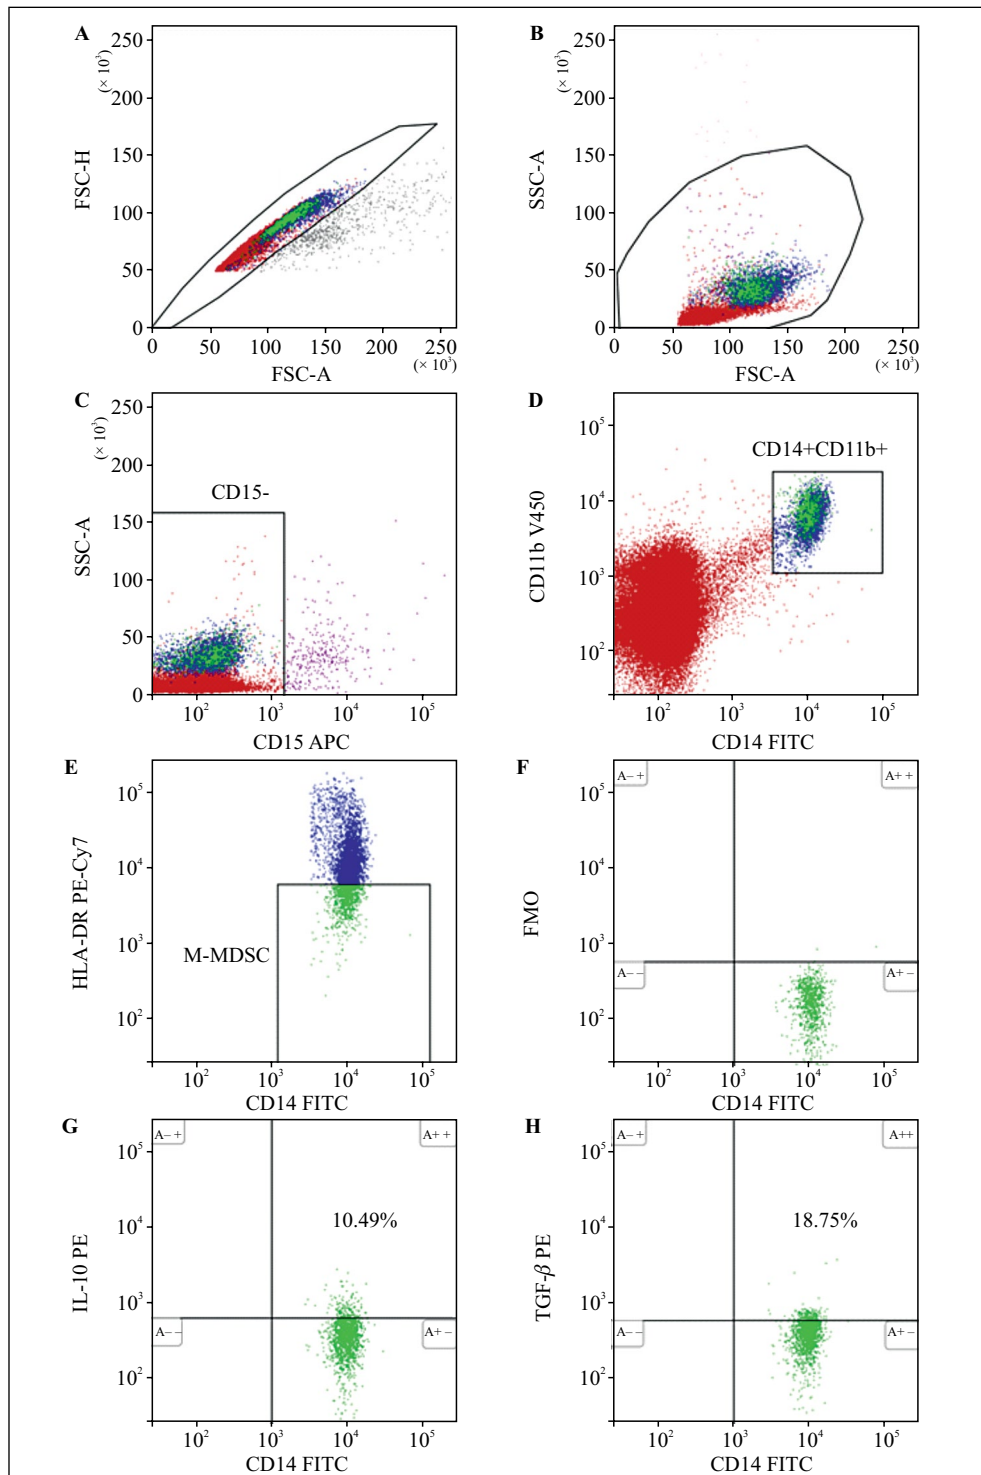 A
250
(× 10³)
200
150
100
50
0
FSC-H
0 50 100 150 200 250
(× 10³)
FSC-A
B
250
(× 10³)
200
150
100
50
0
SSC-A
0 50 100 150 200 250
(× 10³)
FSC-A
C
250
(× 10³)
200
150
100
50
0
SSC-A
CD15-
10² 10³ 10⁴ 10⁵
CD15 APC
D
10⁵
10⁴
10³
10²
CD11b V450
CD14+CD11b+
10² 10³ 10⁴ 10⁵
CD14 FITC
E
10⁵
10⁴
10³
10²
HLA-DR PE-Cy7
M-MDSC
10² 10³ 10⁴ 10⁵
CD14 FITC
F
A–+ A++
10⁵
10⁴
10³
10²
FMO
A–– A+–
10² 10³ 10⁴ 10⁵
CD14 FITC
G
A–+ A++
10⁵
10⁴
10³
10²
IL-10 PE
10.49%
A–– A+–
10² 10³ 10⁴ 10⁵
CD14 FITC
H
A–+ A++
10⁵
10⁴
10³
10²
TGF-β PE
18.75%
A–– A+–
10² 10³ 10⁴ 10⁵
CD14 FITC